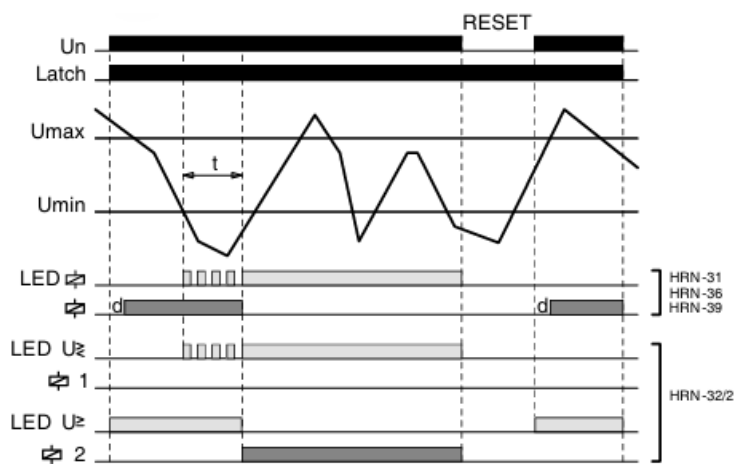 RESET
Un
Latch
Umax
t
Umin
LED
HRN-31
HRN-36
d d HRN-39
LED U≷
1
HRN-32/2
LED U≥
2